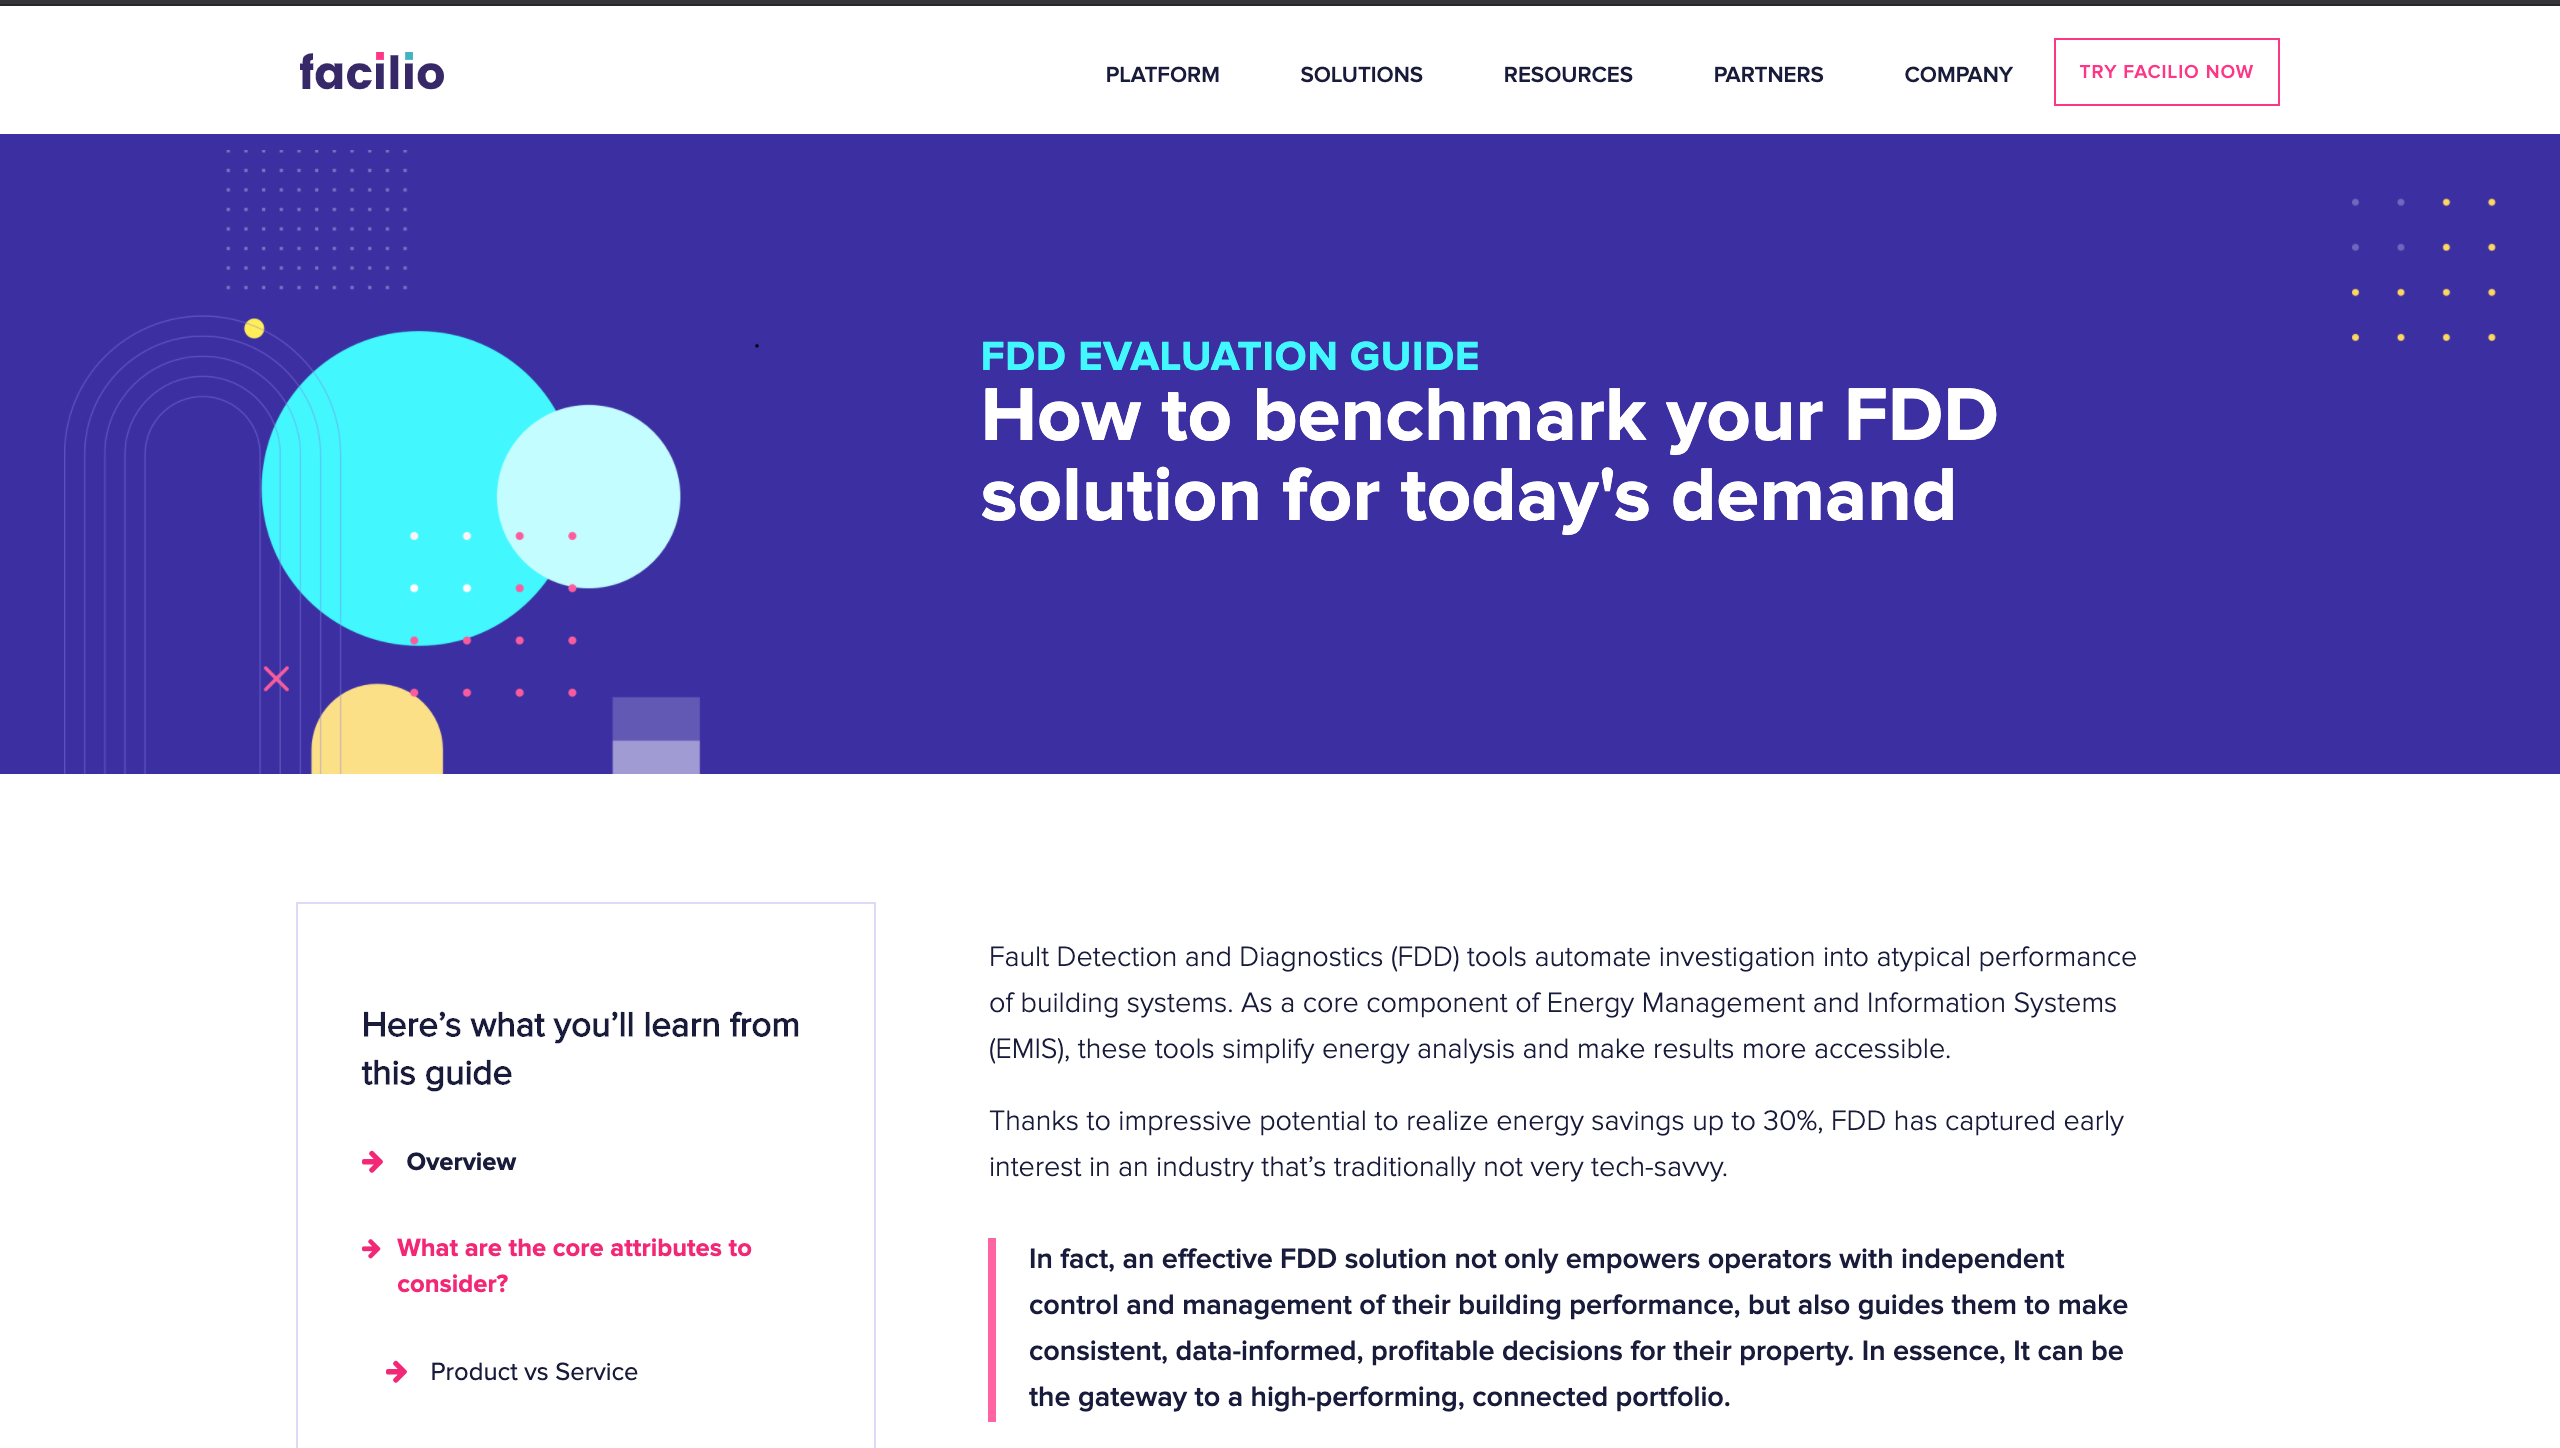 facilio
PLATFORM SOLUTIONS RESOURCES PARTNERS COMPANY TRY FACILIO NOW
FDD EVALUATION GUIDE
How to benchmark your FDD
solution for today's demand
Here’s what you’ll learn from
this guide
Overview
What are the core attributes to
consider?
Product vs Service
Fault Detection and Diagnostics (FDD) tools automate investigation into atypical performance
of building systems. As a core component of Energy Management and Information Systems
(EMIS), these tools simplify energy analysis and make results more accessible.
Thanks to impressive potential to realize energy savings up to 30%, FDD has captured early
interest in an industry that’s traditionally not very tech-savvy.
In fact, an effective FDD solution not only empowers operators with independent
control and management of their building performance, but also guides them to make
consistent, data-informed, profitable decisions for their property. In essence, It can be
the gateway to a high-performing, connected portfolio.